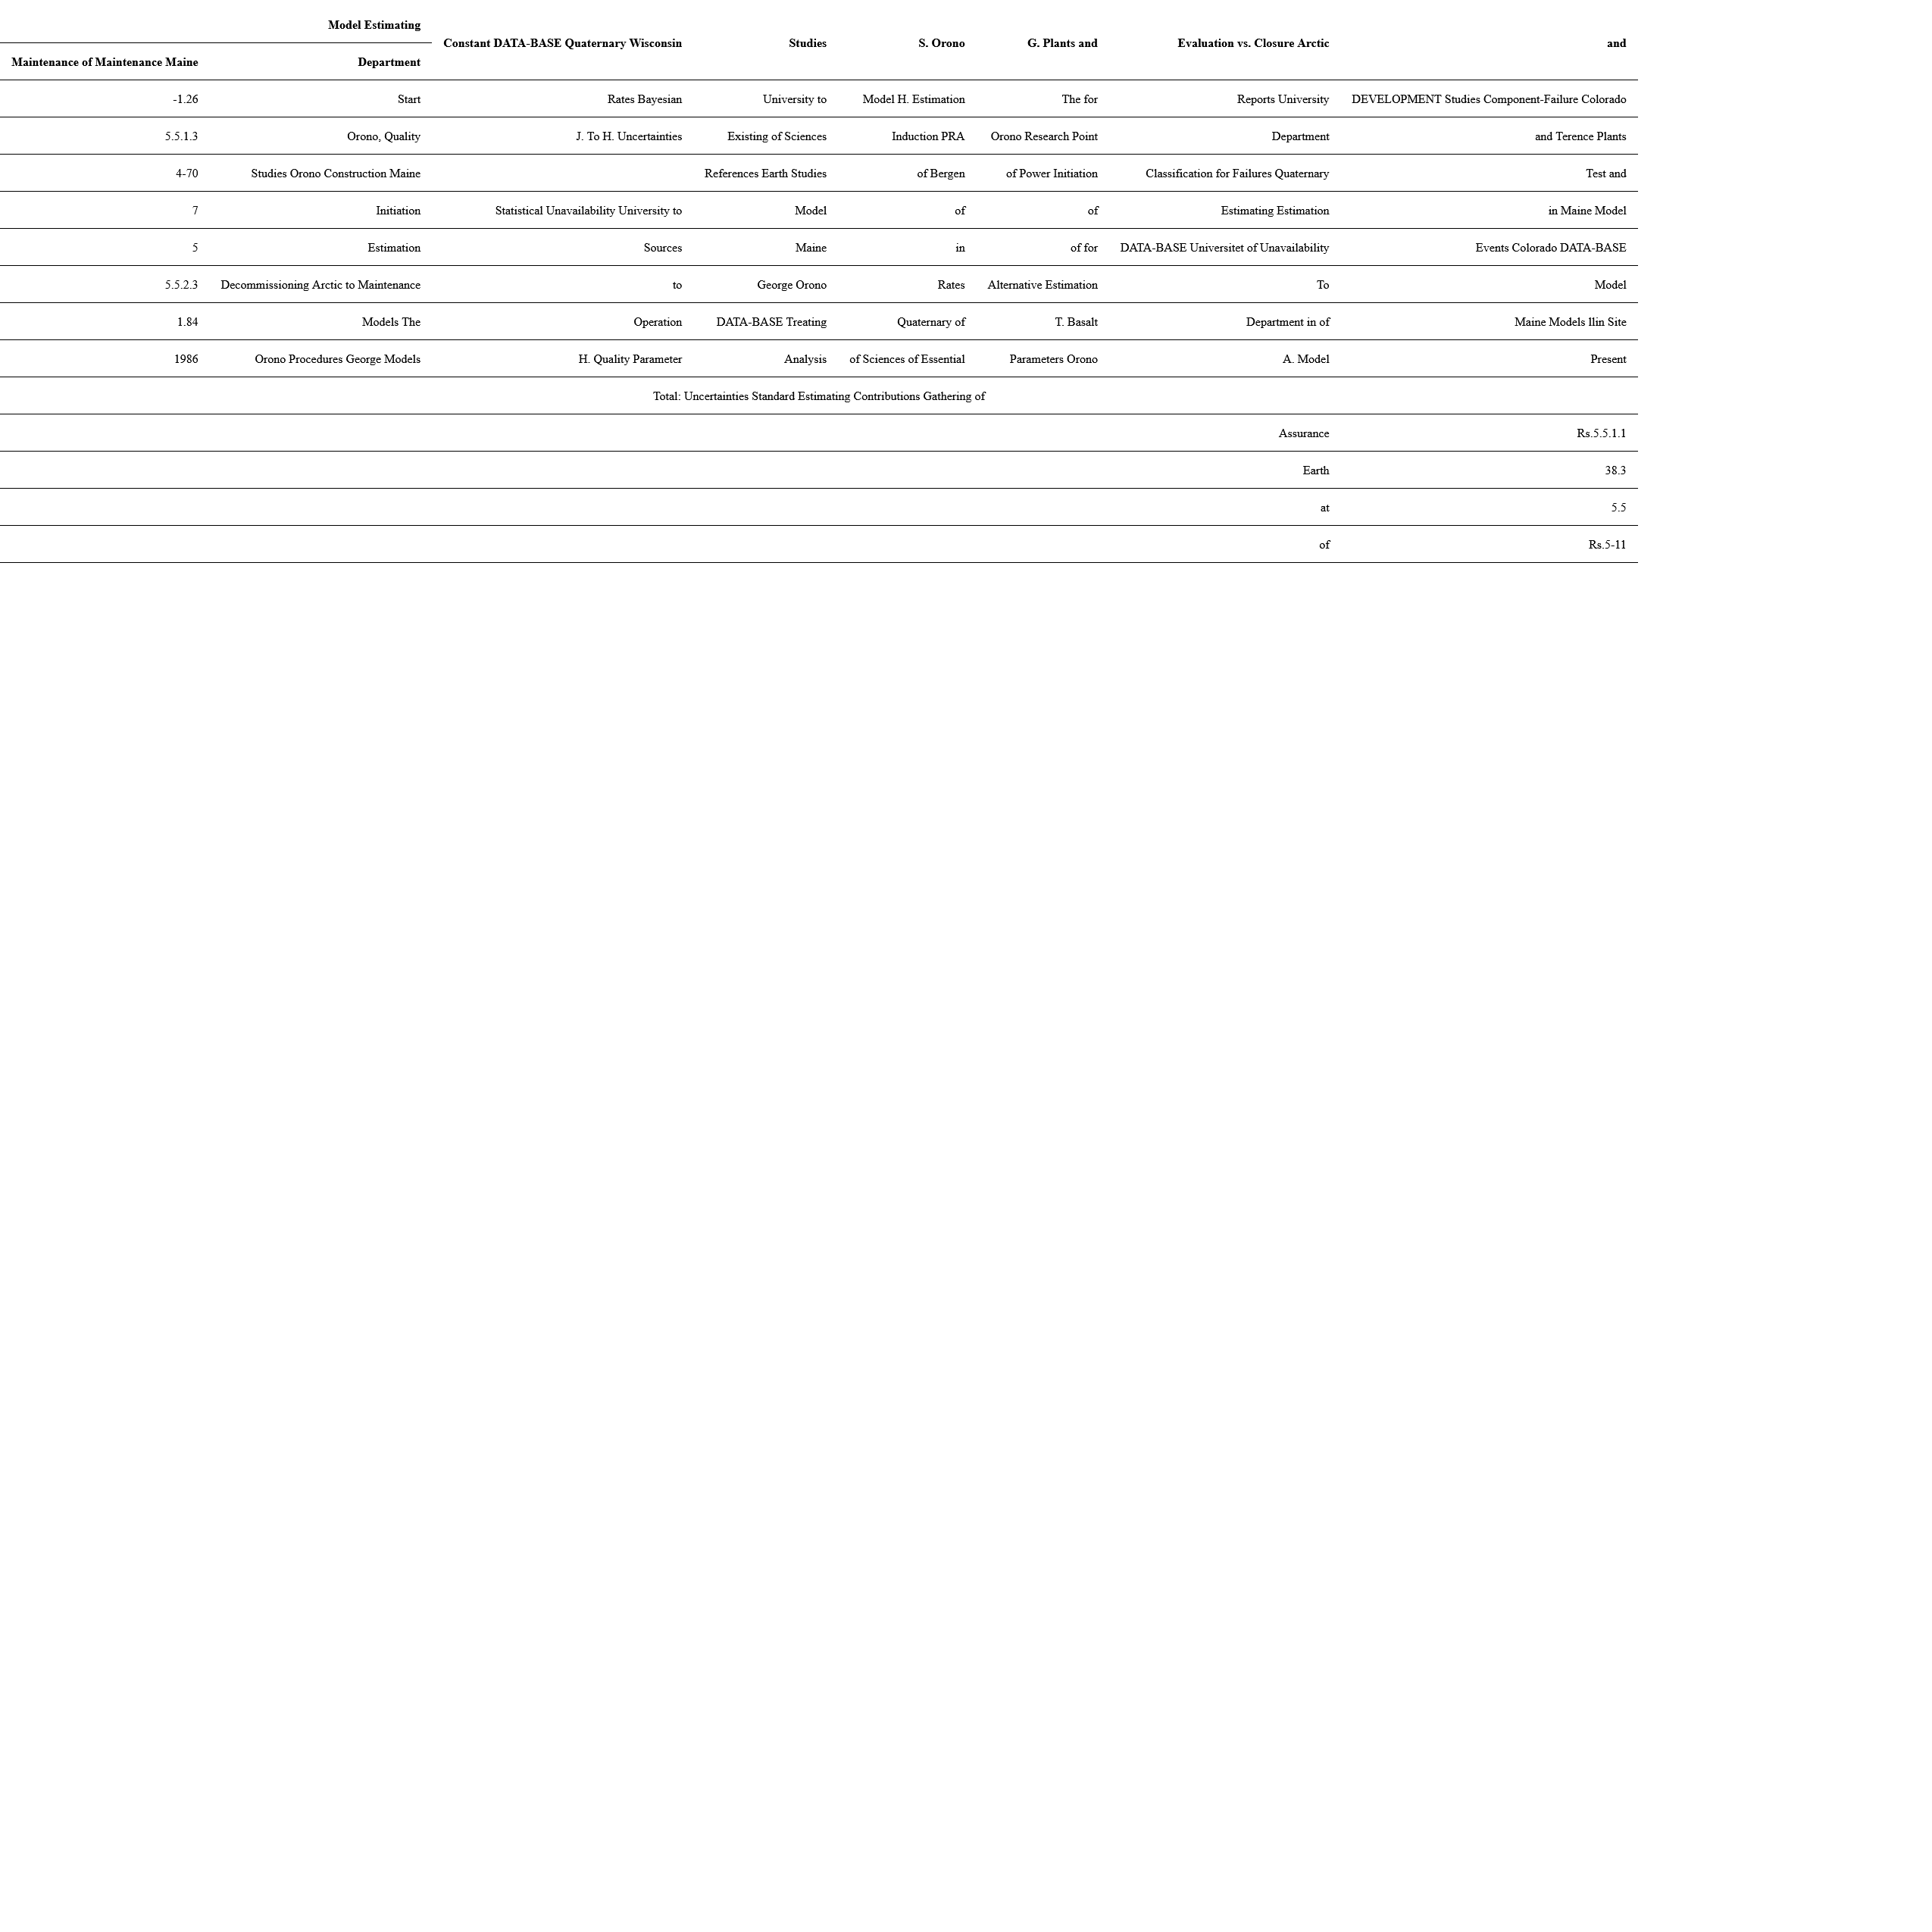 Model Estimating Constant DATA-BASE Quaternary Wisconsin Studies S. Orono G. Plants and Evaluation vs. Closure Arctic and
Maintenance of Maintenance Maine Department
-1.26 Start Rates Bayesian University to Model H. Estimation The for Reports University DEVELOPMENT Studies Component-Failure Colorado
5.5.1.3 Orono, Quality J. To H. Uncertainties Existing of Sciences Induction PRA Orono Research Point Department and Terence Plants
4-70 Studies Orono Construction Maine References Earth Studies of Bergen of Power Initiation Classification for Failures Quaternary Test and
7 Initiation Statistical Unavailability University to Model of of Estimating Estimation in Maine Model
5 Estimation Sources Maine in of for DATA-BASE Universitet of Unavailability Events Colorado DATA-BASE
5.5.2.3 Decommissioning Arctic to Maintenance to George Orono Rates Alternative Estimation To Model
1.84 Models The Operation DATA-BASE Treating Quaternary of T. Basalt Department in of Maine Models llin Site
1986 Orono Procedures George Models H. Quality Parameter Analysis of Sciences of Essential Parameters Orono A. Model Present
Total: Uncertainties Standard Estimating Contributions Gathering of
Assurance Rs.5.5.1.1
Earth 38.3
at 5.5
of Rs.5-11